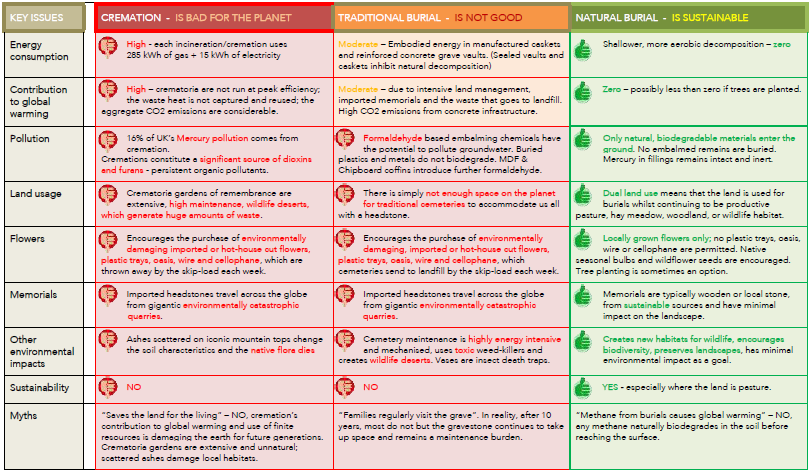 KEY ISSUES
CREMATION - IS BAD FOR THE PLANET
TRADITIONAL BURIAL - IS NOT GOOD
NATURAL BURIAL - IS SUSTAINABLE
Energy
consumption
High - each incineration/cremation uses
285 kWh of gas + 15 kWh of electricity
Moderate – Embodied energy in manufactured caskets
and reinforced concrete grave vaults. (Sealed vaults and
caskets inhibit natural decomposition)
Shallower, more aerobic decomposition – zero
Contribution
to global
warming
High – crematoria are not run at peak efficiency;
the waste heat is not captured and reused; the
aggregate CO2 emissions are considerable.
Moderate – due to intensive land management,
imported memorials and the waste that goes to landfill.
High CO2 emissions from concrete infrastructure.
Zero – possibly less than zero if trees are planted.
Pollution
16% of UK's Mercury pollution comes from
cremation.
Cremations constitute a significant source of dioxins
and furans - persistent organic pollutants.
Formaldehyde based embalming chemicals have
the potential to pollute groundwater. Buried
plastics and metals do not biodegrade. MDF &
Chipboard coffins introduce further formaldehyde.
Only natural, biodegradable materials enter the
ground. No embalmed remains are buried.
Mercury in fillings remains intact and inert.
Land usage
Crematoria gardens of remembrance are
extensive, high maintenance, wildlife deserts,
which generate huge amounts of waste.
There is simply not enough space on the planet
for traditional cemeteries to accommodate us all
with a headstone.
Dual land use means that the land is used for
burials whilst continuing to be productive
pasture, hay meadow, woodland, or wildlife habitat.
Flowers
Encourages the purchase of environmentally
damaging imported or hot-house cut flowers,
plastic trays, oasis, wire and cellophane, which are
thrown away by the skip-load each week.
Encourages the purchase of environmentally
damaging, imported or hot-house cut flowers,
plastic trays, oasis, wire and cellophane, which
cemeteries send to landfill by the skip-load each week.
Locally grown flowers only; no plastic trays, oasis,
wire or cellophane are permitted. Native
seasonal bulbs and wildflower seeds are encouraged.
Tree planting is sometimes an option.
Memorials
Imported headstones travel across the globe
from gigantic environmentally catastrophic
quarries.
Imported headstones travel across the globe
from gigantic environmentally catastrophic
quarries.
Memorials are typically wooden or local stone,
from sustainable sources and have minimal
impact on the landscape.
Other
environmental
impacts
Ashes scattered on iconic mountain tops change
the soil characteristics and the native flora dies
Cemetery maintenance is highly energy intensive
and mechanised, uses toxic weed-killers and
creates wildlife deserts. Vases are insect death traps.
Creates new habitats for wildlife, encourages
biodiversity, preserves landscapes, has minimal
environmental impact as a goal.
Sustainability
NO
NO
YES - especially where the land is pasture.
Myths
"Saves the land for the living" – NO, cremation's
contribution to global warming and use of finite
resources is damaging the earth for future generations.
Crematoria gardens are extensive and unnatural;
scattered ashes damage local habitats.
"Families regularly visit the grave". In reality, after 10
years, most do not but the gravestone continues to take
up space and remains a maintenance burden.
"Methane from burials causes global warming" – NO,
any methane naturally biodegrades in the soil before
reaching the surface.